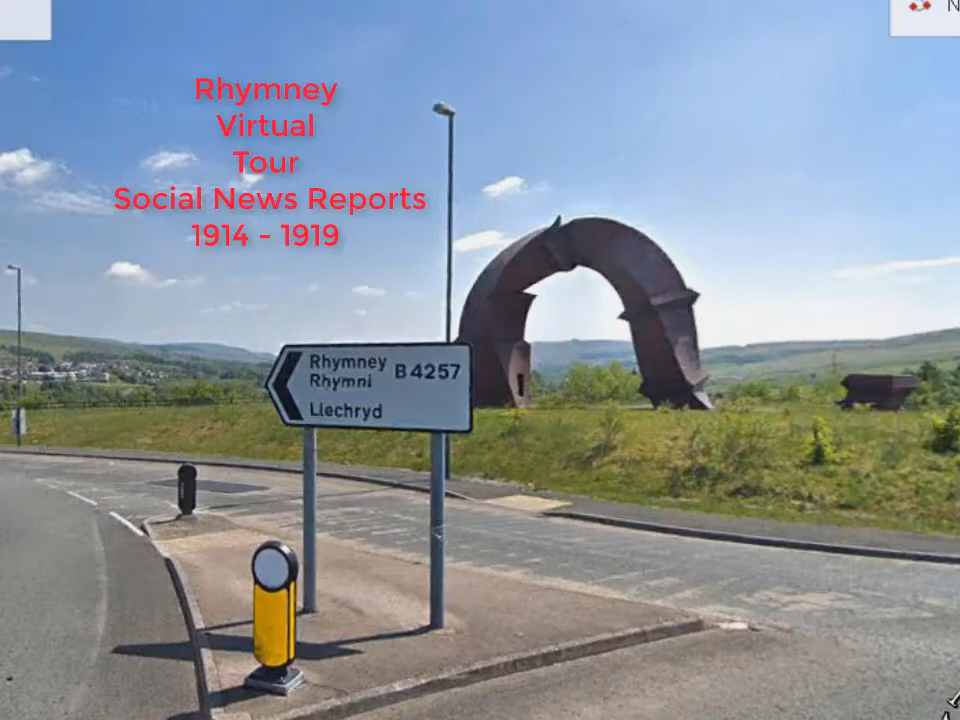 Rhymney
Virtual
Tour
Social News Reports
1914 - 1919
Rhymney
Rhymni
B 4257
Llechryd